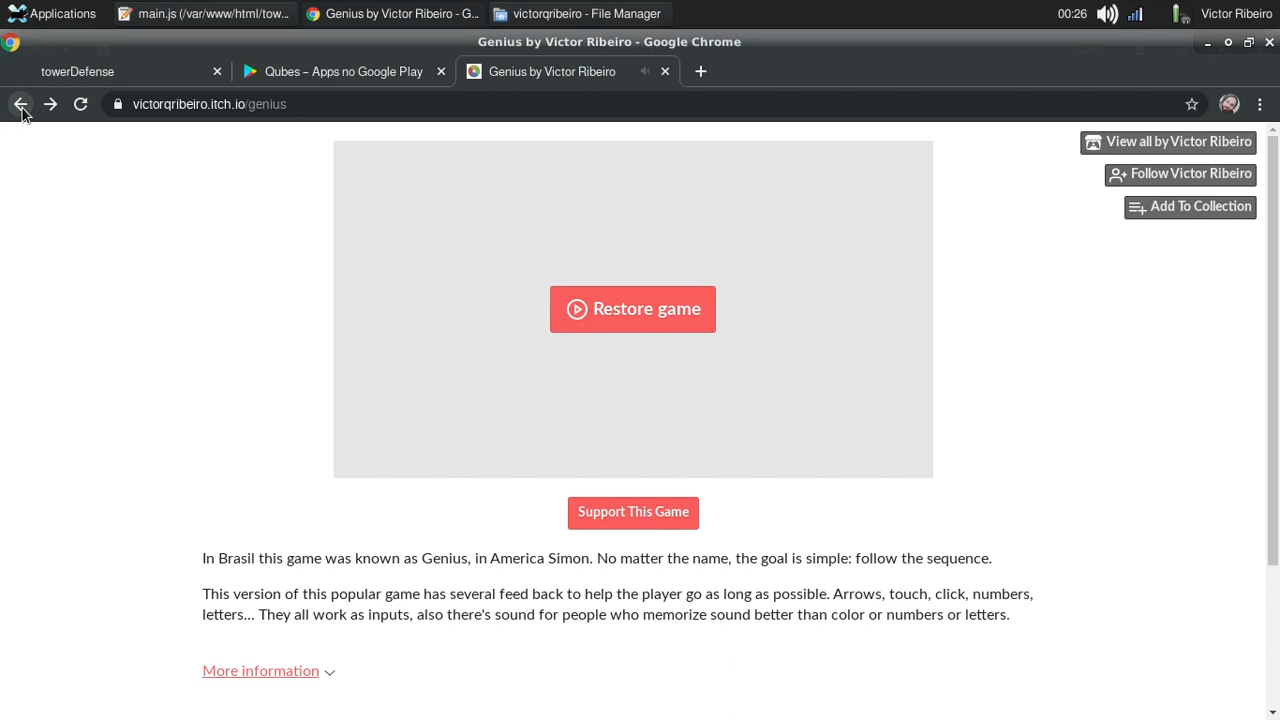 Applications
main.js (/var/www/html/tow...
Genius by Victor Ribeiro - G...
victorqribeiro - File Manager
00:26
Victor Ribeiro
Genius by Victor Ribeiro - Google Chrome
towerDefense
Qubes – Apps no Google Play
Genius by Victor Ribeiro
victorqribeiro.itch.io/genius
View all by Victor Ribeiro
Follow Victor Ribeiro
Add To Collection
Restore game
Support This Game
In Brasil this game was known as Genius, in America Simon. No matter the name, the goal is simple: follow the sequence.
This version of this popular game has several feed back to help the player go as long as possible. Arrows, touch, click, numbers,
letters... They all work as inputs, also there's sound for people who memorize sound better than color or numbers or letters.
More information